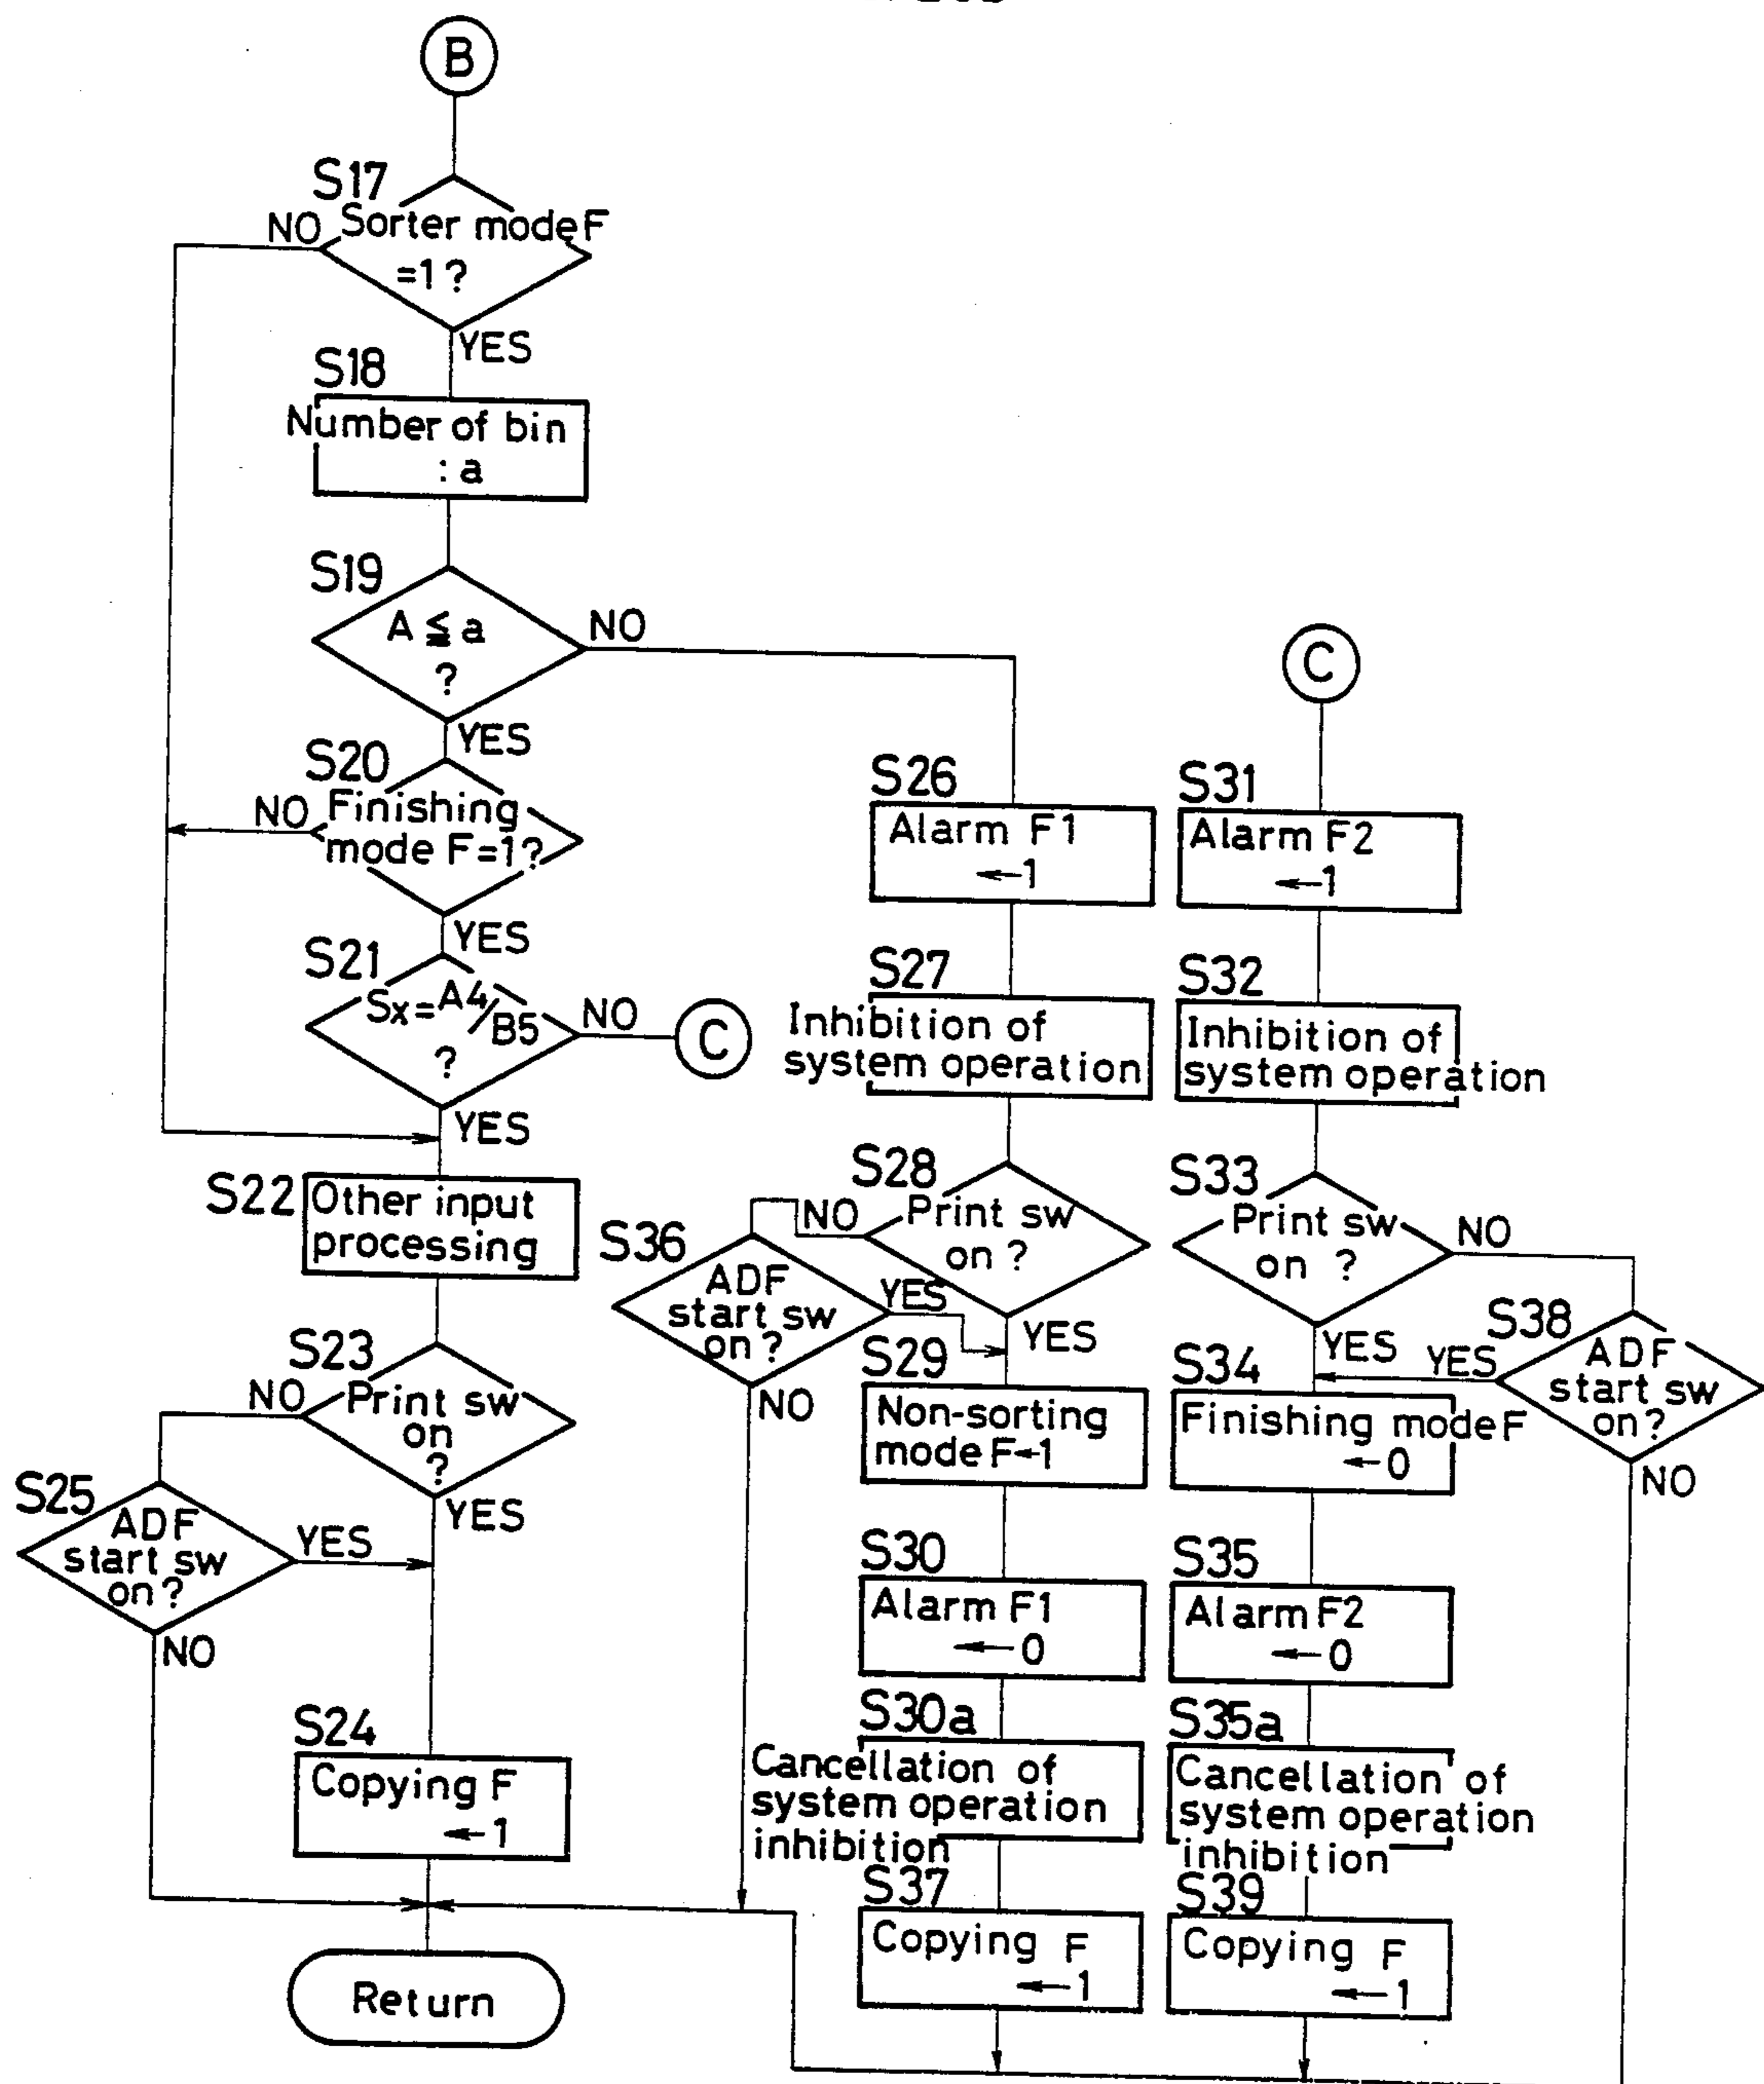 B
S17
Sorter mode F
=1 ?
NO
YES
S18
Number of bin
: a
S19
A ≦ a
?
NO
YES
S20
Finishing
mode F=1?
NO
YES
S21
Sx=A4/B5
?
NO
C
YES
S22
Other input
processing
S23
Print sw
on
?
NO
YES
S25
ADF
start sw
on?
YES
NO
S24
Copying F
←1
Return
S26
Alarm F1
←1
S27
Inhibition of
system operation
S28
Print sw
on ?
NO
YES
S36
ADF
start sw
on?
YES
NO
S29
Non-sorting
mode F←1
S30
Alarm F1
←0
S30a
Cancellation of
system operation
inhibition
S37
Copying F
←1
C
S31
Alarm F2
←1
S32
Inhibition of
system operation
S33
Print sw
on ?
NO
YES
S38
ADF
start sw
on?
YES
NO
S34
Finishing mode F
←0
S35
Alarm F2
←0
S35a
Cancellation of
system operation
inhibition
S39
Copying F
←1